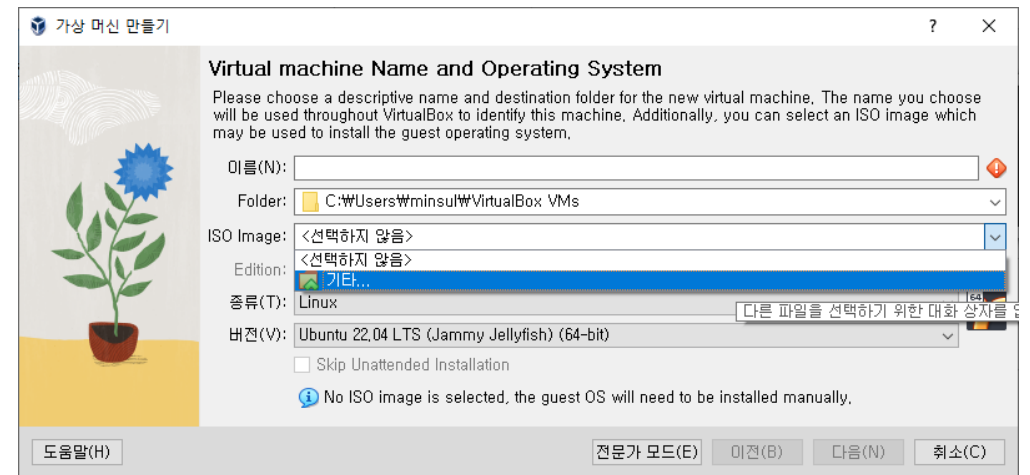 가상 머신 만들기
?
Virtual machine Name and Operating System
Please choose a descriptive name and destination folder for the new virtual machine. The name you choose
will be used throughout VirtualBox to identify this machine. Additionally, you can select an ISO image which
may be used to install the guest operating system.
이름(N):
Folder: C:₩Users₩minsul₩VirtualBox VMs
ISO Image: <선택하지 않음>
<선택하지 않음>
Edition: 기타...
종류(T): Linux 64
다른 파일을 선택하기 위한 대화 상자를
버전(V): Ubuntu 22.04 LTS (Jammy Jellyfish) (64-bit)
Skip Unattended Installation
No ISO image is selected, the guest OS will need to be installed manually.
도움말(H) 전문가 모드(E) 이전(B) 다음(N) 취소(C)